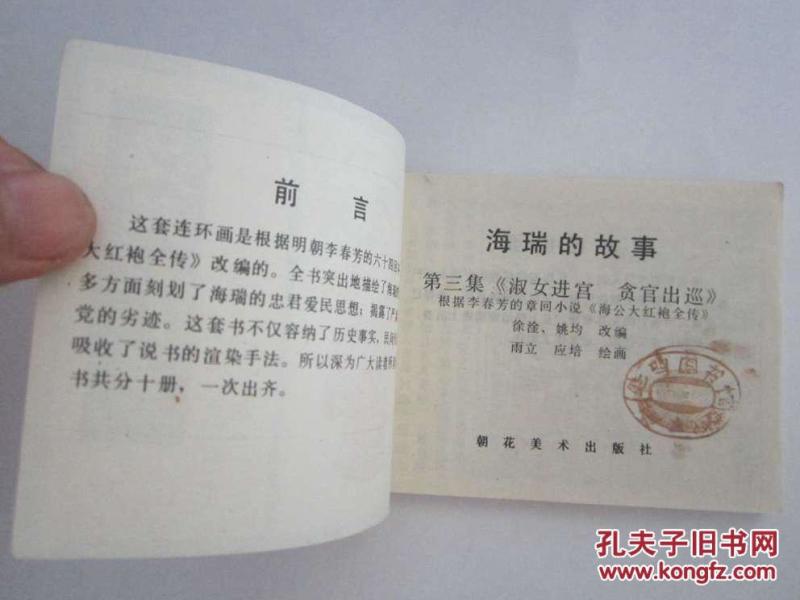 前 言
这套连环画是根据明朝李春芳的六十四
大红袍全传》改编的。全书突出地描绘了海瑞
多方面刻划了海瑞的忠君爱民思想；揭露了严
党的劣迹。这套书不仅容纳了历史事实，民间
吸收了说书的渲染手法。所以深为广大读者
书共分十册，一次出齐。
海瑞的故事
第三集《淑女进宫 贪官出巡》
根据李春芳的章回小说《海公大红袍全传》
徐淦、姚均 改编
雨立 应培 绘画
朝花美术出版社
孔夫子旧书网
www.kongfz.com